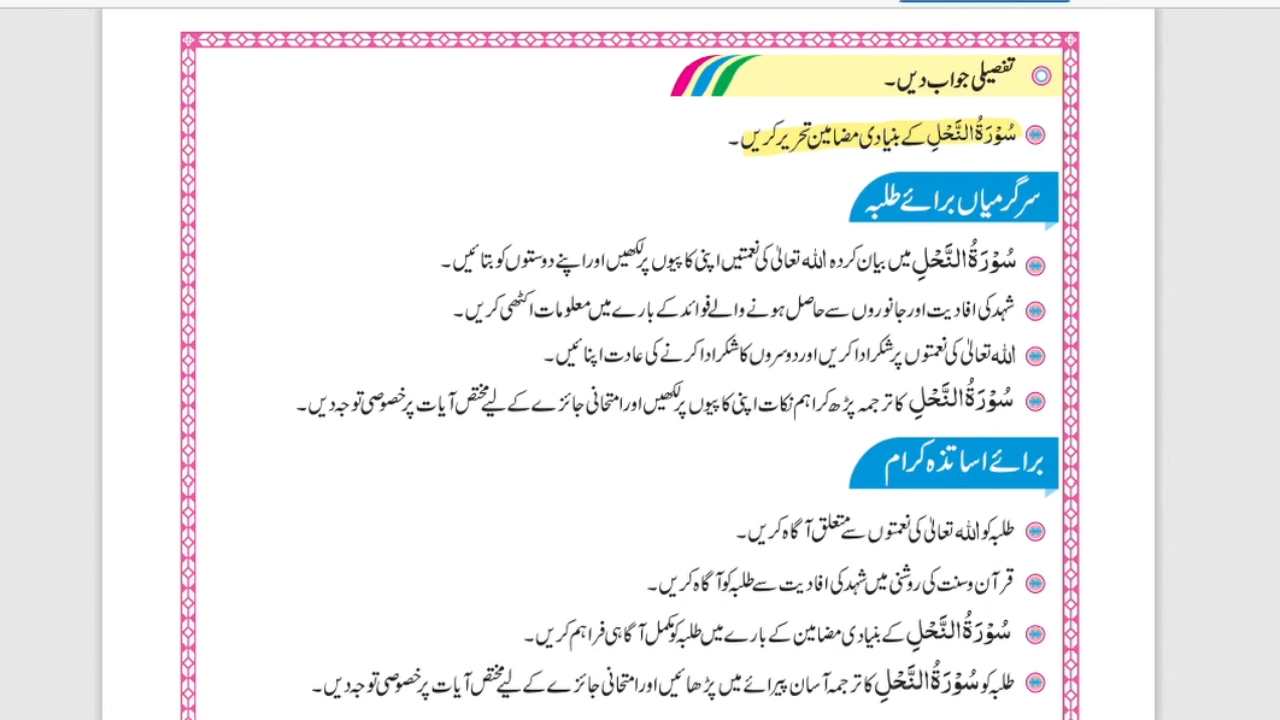 تفصیلی جواب دیں۔
سُوْرَۃُ النَّحْلِ کے بنیادی مضامین تحریر کریں۔
سرگرمیاں برائے طلبہ
سُوْرَۃُ النَّحْلِ میں بیان کردہ اللہ تعالیٰ کی نعمتیں اپنی کاپیوں پر لکھیں اور اپنے دوستوں کو بتائیں۔
شہد کی افادیت اور جانوروں سے حاصل ہونے والے فوائد کے بارے میں معلومات اکٹھی کریں۔
اللہ تعالیٰ کی نعمتوں پر شکر ادا کریں اور دوسروں کا شکر ادا کرنے کی عادت اپنائیں۔
سُوْرَۃُ النَّحْلِ کا ترجمہ پڑھ کر اہم نکات اپنی کاپیوں پر لکھیں اور امتحانی جائزے کے لیے مختص آیات پر خصوصی توجہ دیں۔
برائے اساتذہ کرام
طلبہ کو اللہ تعالیٰ کی نعمتوں سے متعلق آگاہ کریں۔
قرآن و سنت کی روشنی میں شہد کی افادیت سے طلبہ کو آگاہ کریں۔
سُوْرَۃُ النَّحْلِ کے بنیادی مضامین کے بارے میں طلبہ کو مکمل آگاہی فراہم کریں۔
طلبہ کو سُوْرَۃُ النَّحْلِ کا ترجمہ آسان پیرائے میں پڑھائیں اور امتحانی جائزے کے لیے مختص آیات پر خصوصی توجہ دیں۔